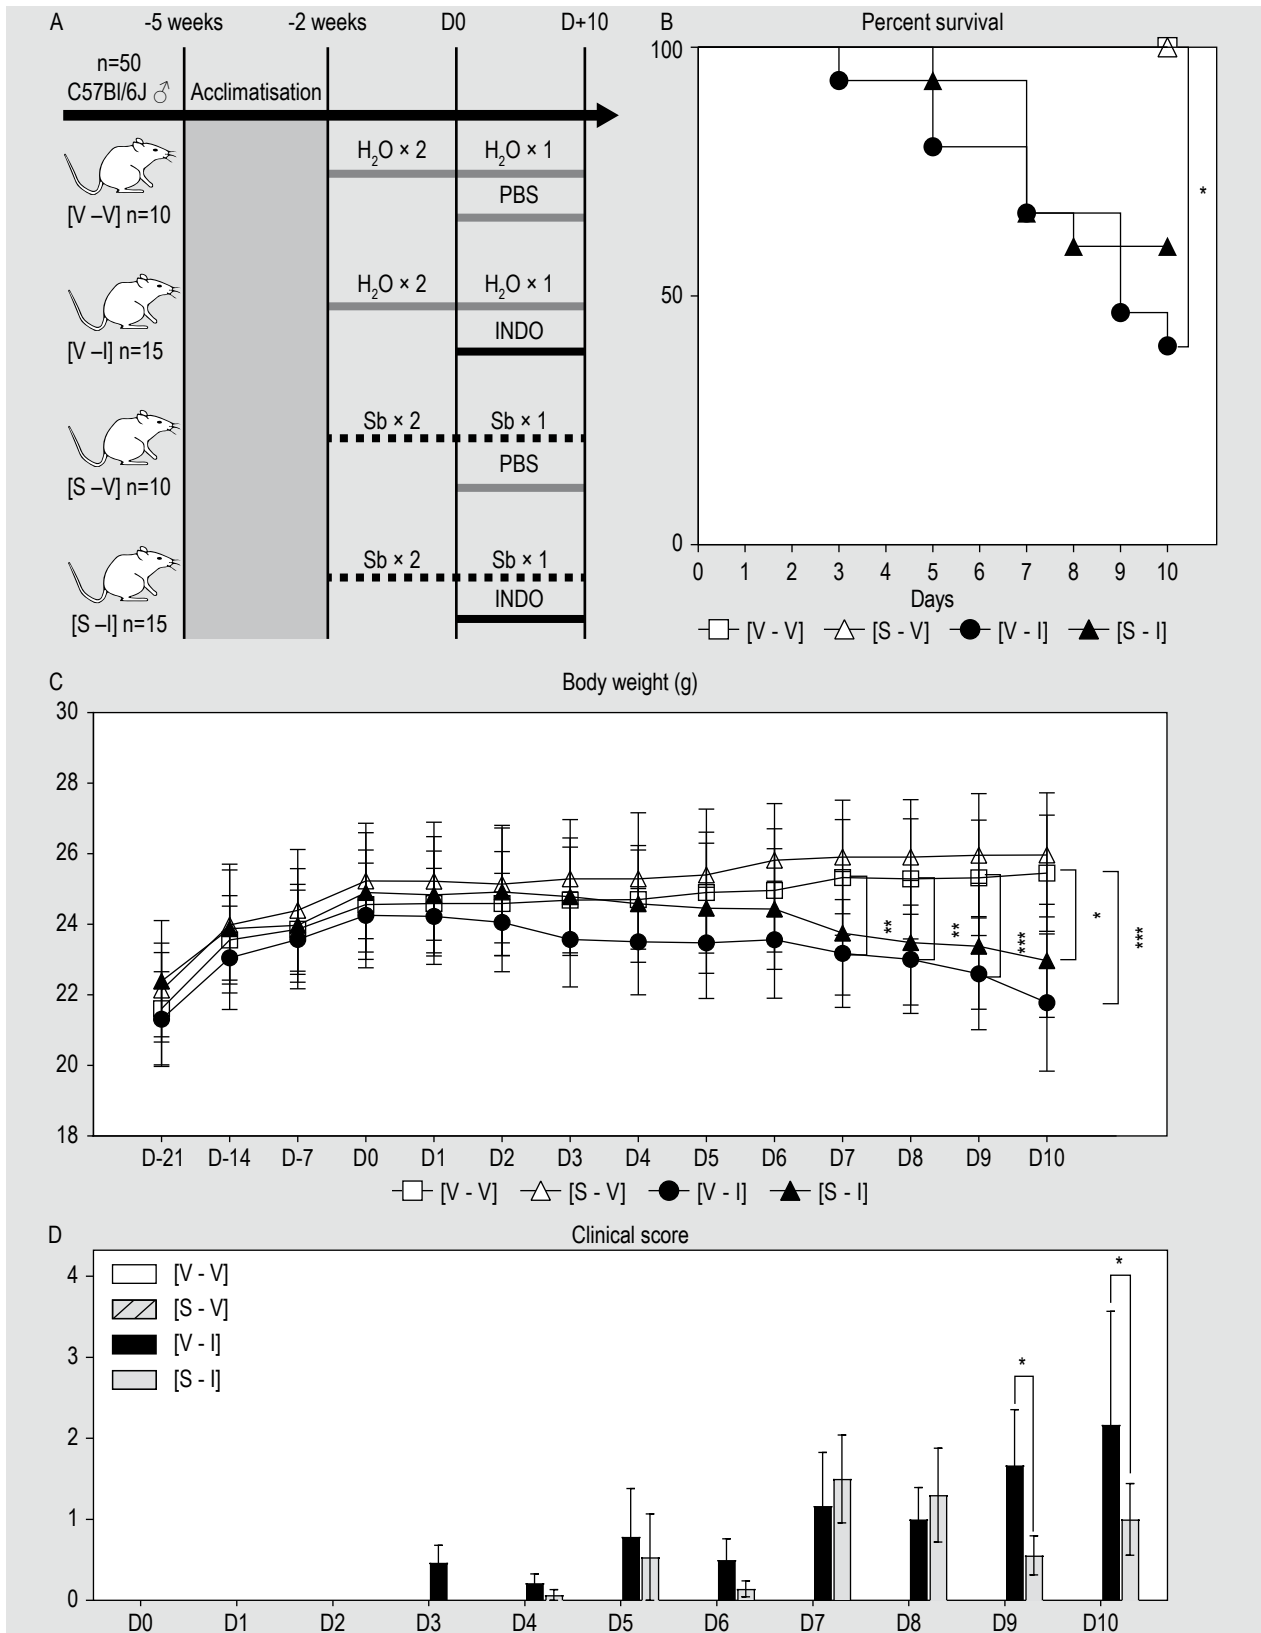 A
-5 weeks
-2 weeks
D0
D+10
n=50
C57Bl/6J ♂
Acclimatisation
H2O × 2
H2O × 1
PBS
[V –V] n=10
H2O × 2
H2O × 1
INDO
[V –I] n=15
Sb × 2
Sb × 1
PBS
[S –V] n=10
Sb × 2
Sb × 1
INDO
[S –I] n=15
B
Percent survival
100
50
0
*
0 1 2 3 4 5 6 7 8 9 10
Days
[V - V] [S - V] [V - I] [S - I]
C
Body weight (g)
30
28
26
24
22
20
18
**
**
***
*
***
D-21 D-14 D-7 D0 D1 D2 D3 D4 D5 D6 D7 D8 D9 D10
[V - V] [S - V] [V - I] [S - I]
D
Clinical score
4
3
2
1
0
[V - V]
[S - V]
[V - I]
[S - I]
*
*
D0 D1 D2 D3 D4 D5 D6 D7 D8 D9 D10